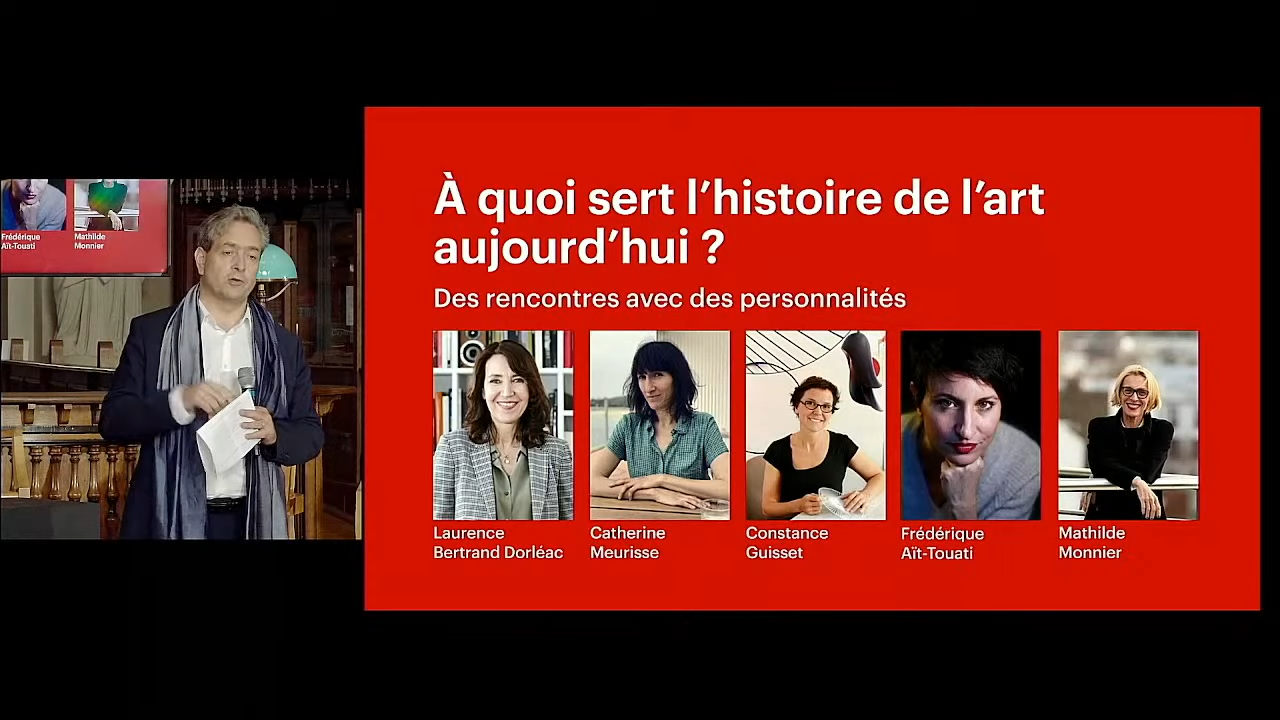 À quoi sert l’histoire de l’art
aujourd’hui ?
Des rencontres avec des personnalités
Laurence
Bertrand Dorléac
Catherine
Meurisse
Constance
Guisset
Frédérique
Aït-Touati
Mathilde
Monnier
Frédérique
Aït-Touati
Mathilde
Monnier